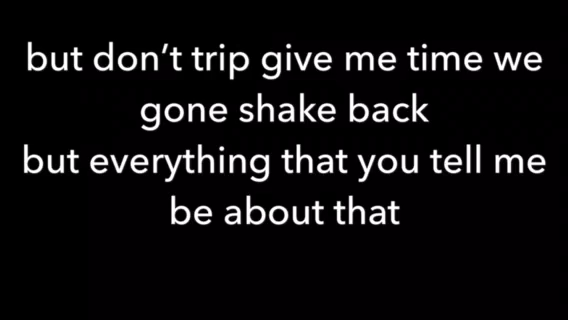 but don’t trip give me time we
gone shake back
but everything that you tell me
be about that